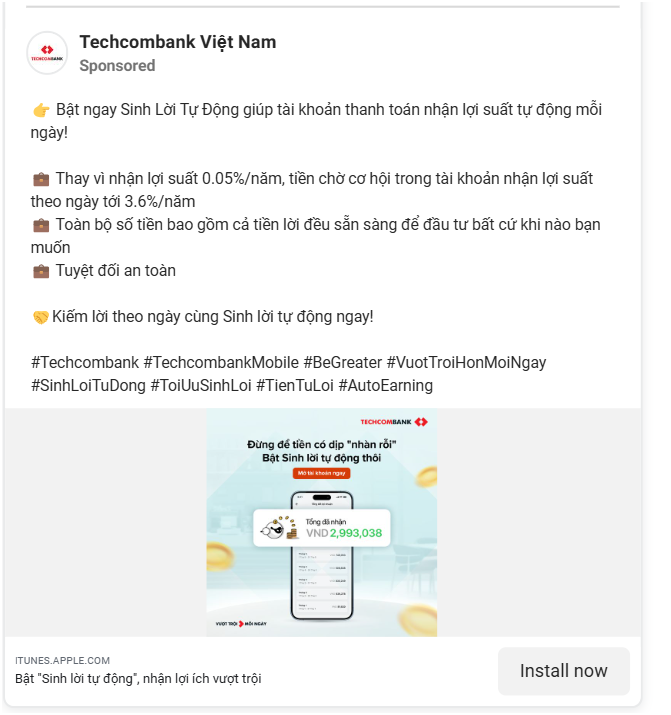 TECHCOMBANK
Techcombank Việt Nam
Sponsored
👉 Bật ngay Sinh Lời Tự Động giúp tài khoản thanh toán nhận lợi suất tự động mỗi
ngày!
💼 Thay vì nhận lợi suất 0.05%/năm, tiền chờ cơ hội trong tài khoản nhận lợi suất
theo ngày tới 3.6%/năm
💼 Toàn bộ số tiền bao gồm cả tiền lời đều sẵn sàng để đầu tư bất cứ khi nào bạn
muốn
💼 Tuyệt đối an toàn
🤝Kiếm lời theo ngày cùng Sinh lời tự động ngay!
#Techcombank #TechcombankMobile #BeGreater #VuotTroiHonMoiNgay
#SinhLoiTuDong #ToiUuSinhLoi #TienTuLoi #AutoEarning
TECHCOMBANK
Đừng để tiền có dịp "nhàn rỗi"
Bật Sinh lời tự động thôi
Mở tài khoản ngay
Tổng đã nhận
VND 2,993,038
VƯỢT TRỘI MỖI NGÀY
ITUNES.APPLE.COM
Bật "Sinh lời tự động", nhận lợi ích vượt trội
Install now